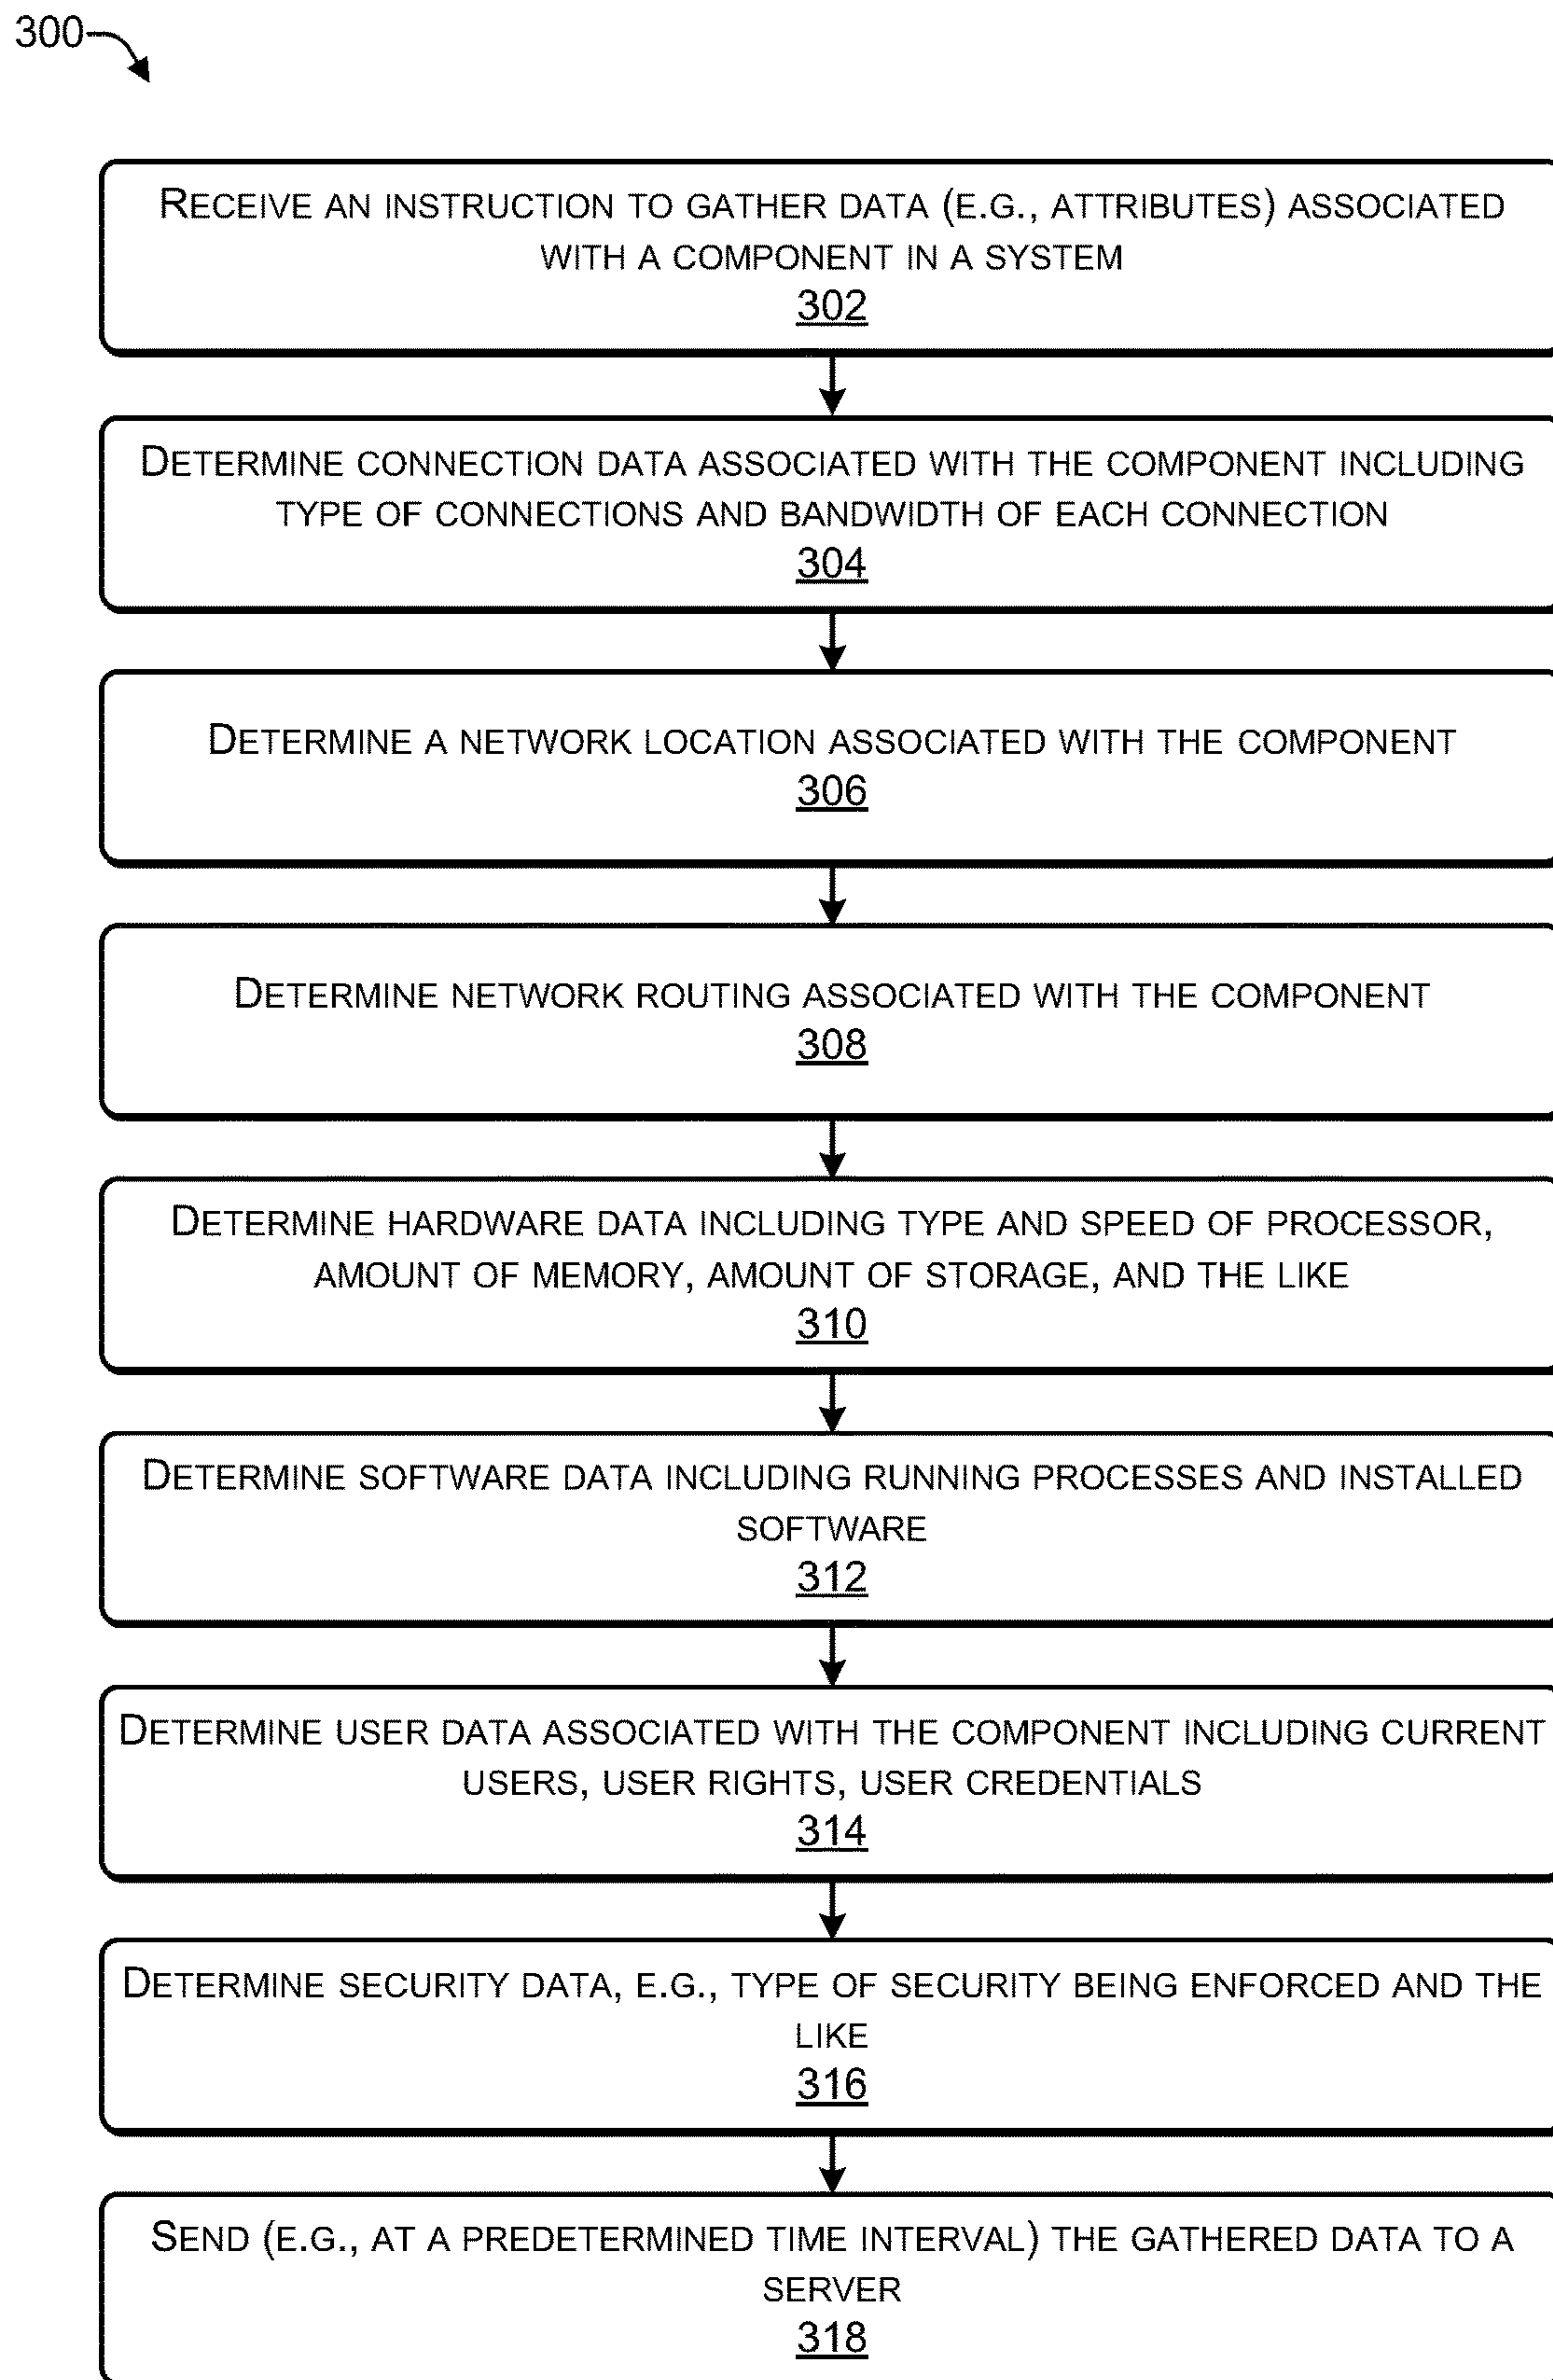 300
RECEIVE AN INSTRUCTION TO GATHER DATA (E.G., ATTRIBUTES) ASSOCIATED
WITH A COMPONENT IN A SYSTEM
302
DETERMINE CONNECTION DATA ASSOCIATED WITH THE COMPONENT INCLUDING
TYPE OF CONNECTIONS AND BANDWIDTH OF EACH CONNECTION
304
DETERMINE A NETWORK LOCATION ASSOCIATED WITH THE COMPONENT
306
DETERMINE NETWORK ROUTING ASSOCIATED WITH THE COMPONENT
308
DETERMINE HARDWARE DATA INCLUDING TYPE AND SPEED OF PROCESSOR,
AMOUNT OF MEMORY, AMOUNT OF STORAGE, AND THE LIKE
310
DETERMINE SOFTWARE DATA INCLUDING RUNNING PROCESSES AND INSTALLED
SOFTWARE
312
DETERMINE USER DATA ASSOCIATED WITH THE COMPONENT INCLUDING CURRENT
USERS, USER RIGHTS, USER CREDENTIALS
314
DETERMINE SECURITY DATA, E.G., TYPE OF SECURITY BEING ENFORCED AND THE
LIKE
316
SEND (E.G., AT A PREDETERMINED TIME INTERVAL) THE GATHERED DATA TO A
SERVER
318